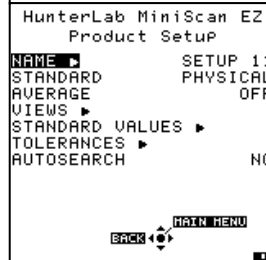 HunterLab MiniScan EZ
Product Setup
NAME ▶ SETUP 11
STANDARD PHYSICAL
AVERAGE OFF
VIEWS ▶
STANDARD VALUES ▶
TOLERANCES ▶
AUTOSEARCH NO
MAIN MENU
BACK